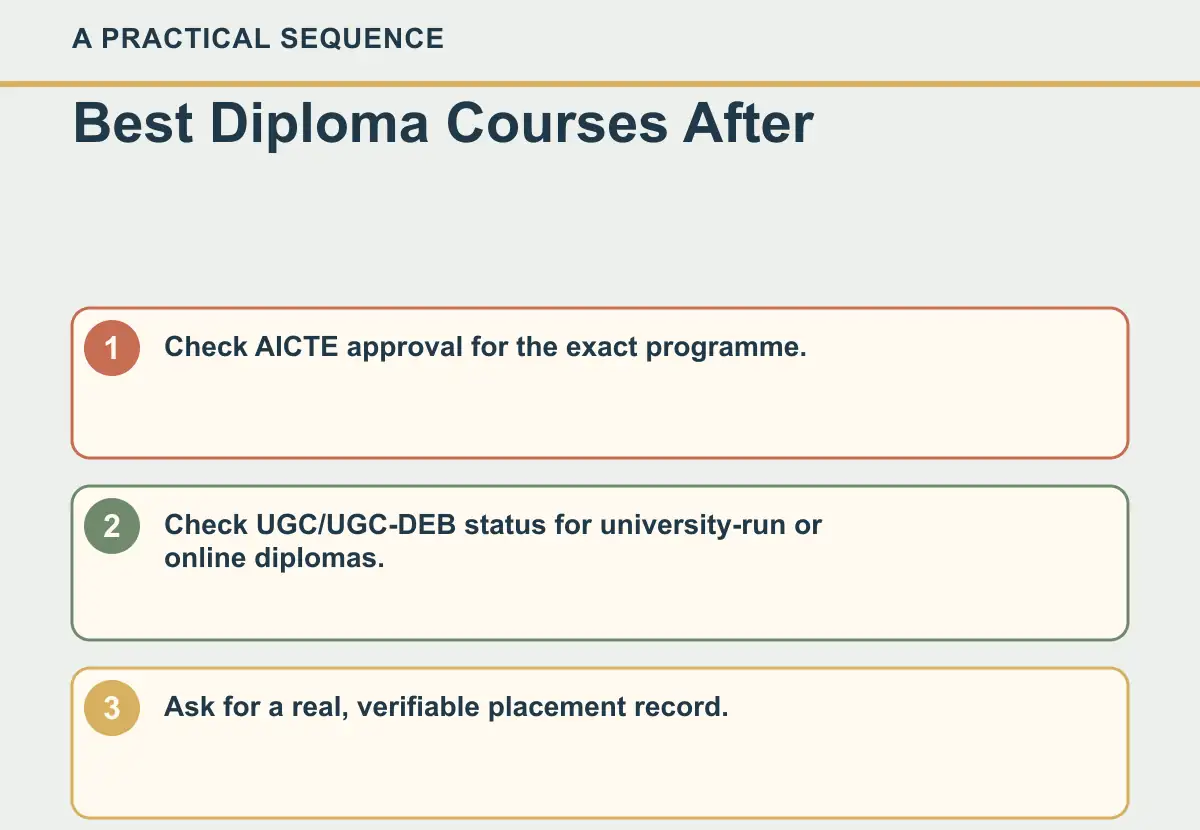 A PRACTICAL SEQUENCE
Best Diploma Courses After
1
Check AICTE approval for the exact programme.
2
Check UGC/UGC-DEB status for university-run or
online diplomas.
3
Ask for a real, verifiable placement record.